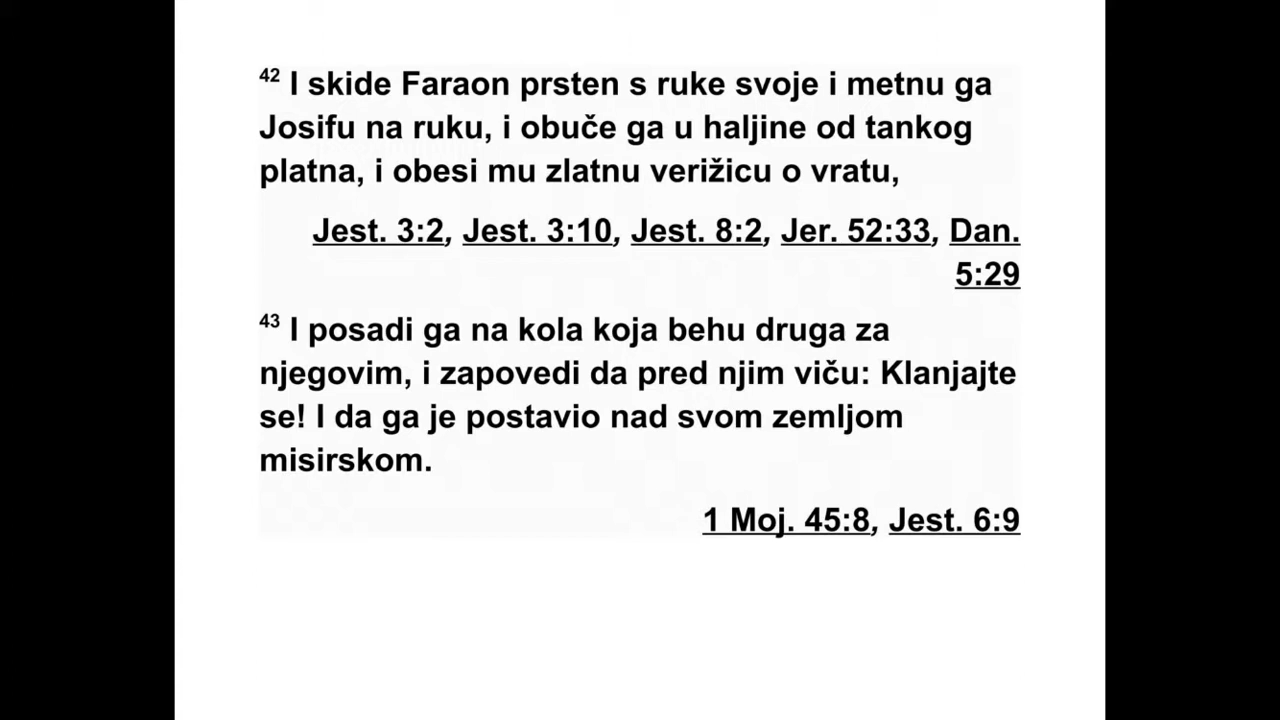 42 I skide Faraon prsten s ruke svoje i metnu ga
Josifu na ruku, i obuče ga u haljine od tankog
platna, i obesi mu zlatnu verižicu o vratu,
Jest. 3:2, Jest. 3:10, Jest. 8:2, Jer. 52:33, Dan.
5:29
43 I posadi ga na kola koja behu druga za
njegovim, i zapovedi da pred njim viču: Klanjajte
se! I da ga je postavio nad svom zemljom
misirskom.
1 Moj. 45:8, Jest. 6:9